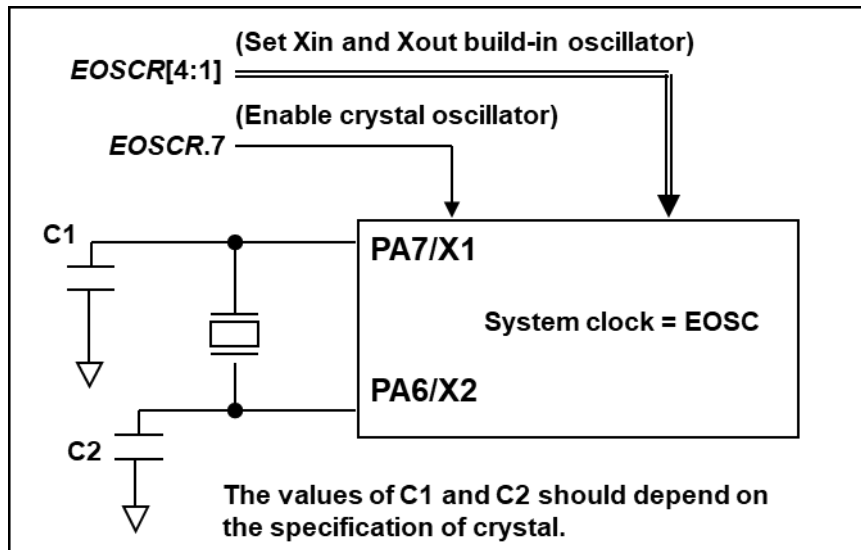 (Set Xin and Xout build-in oscillator)
EOSCR[4:1]
(Enable crystal oscillator)
EOSCR.7
C1
PA7/X1
System clock = EOSC
PA6/X2
C2
The values of C1 and C2 should depend on
the specification of crystal.